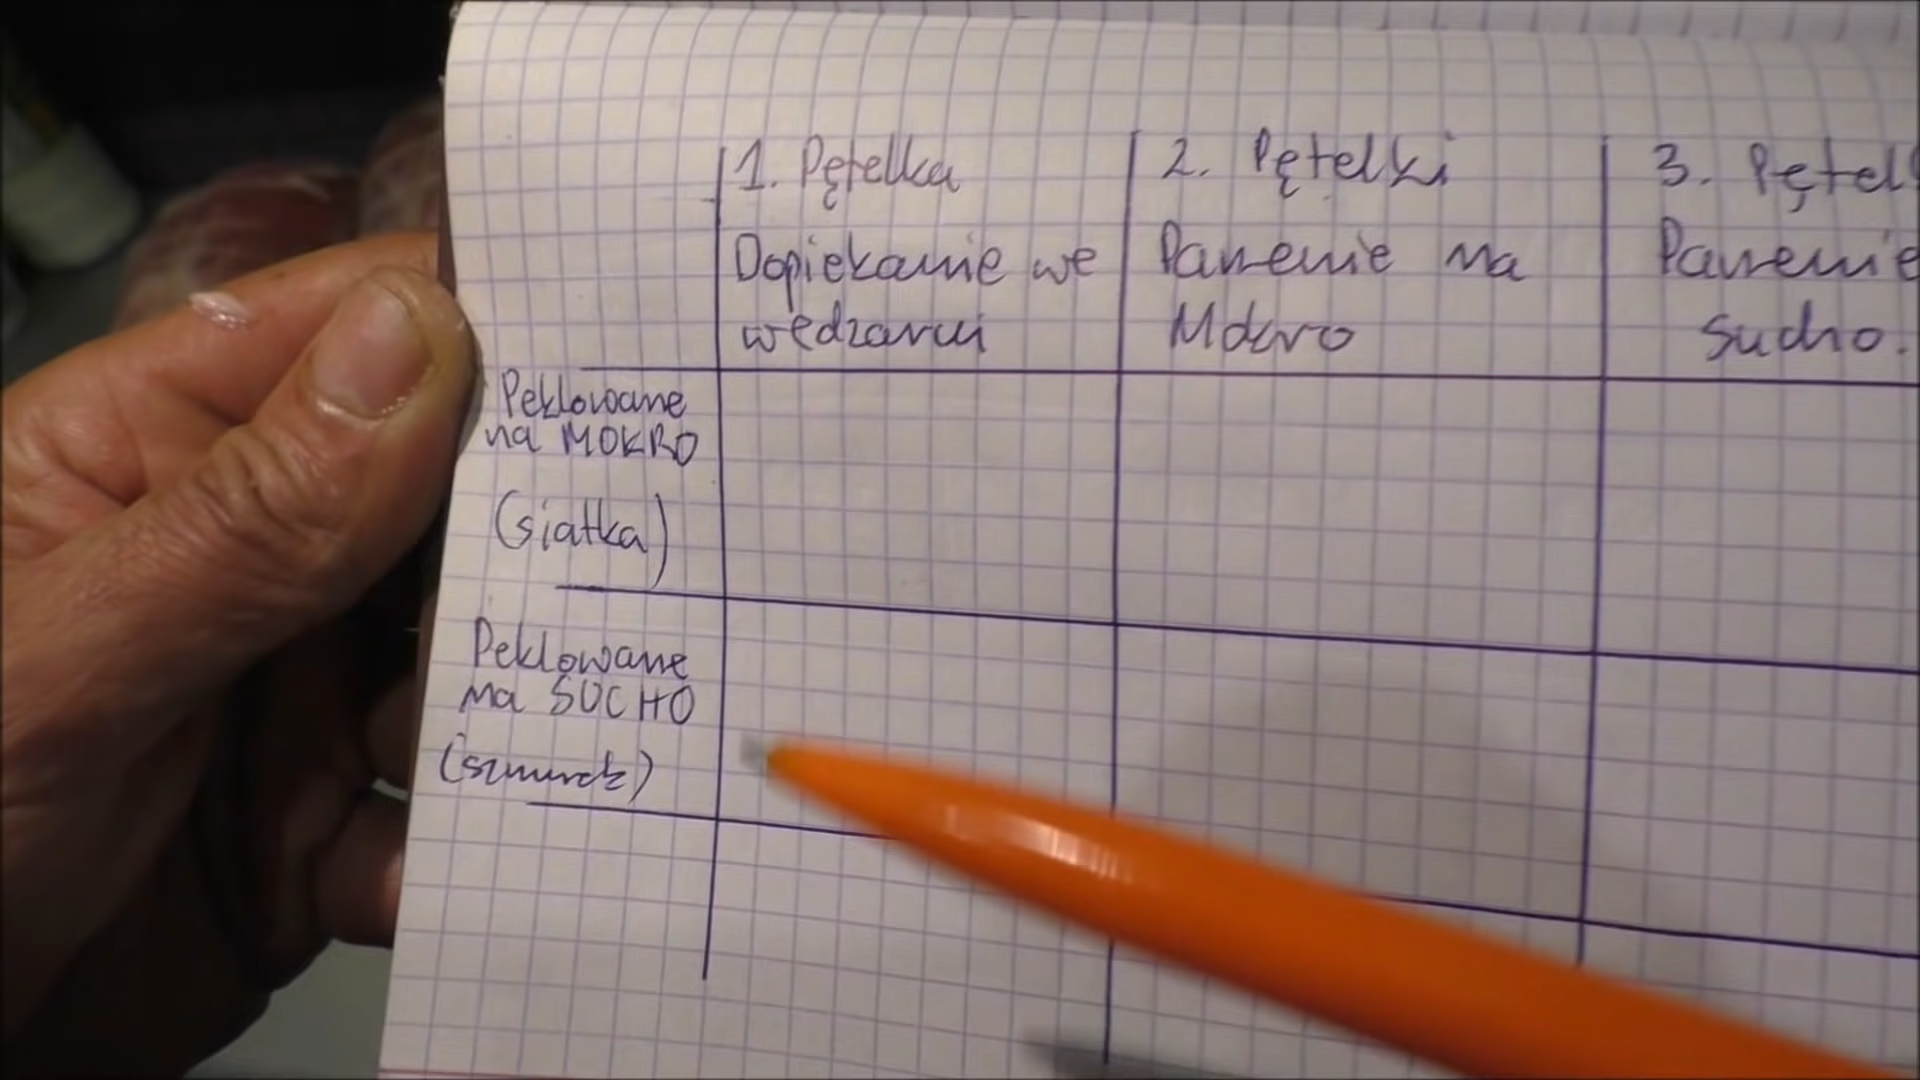 1. Pętelka
Dopiekanie we
wędzarni
2. Pętelki
Parzenie na
Mokro
3. Pętel
Parzenie
Sucho.
Peklowane
na MOKRO
(siatka)
Peklowane
na SUCHO
(sznurek)